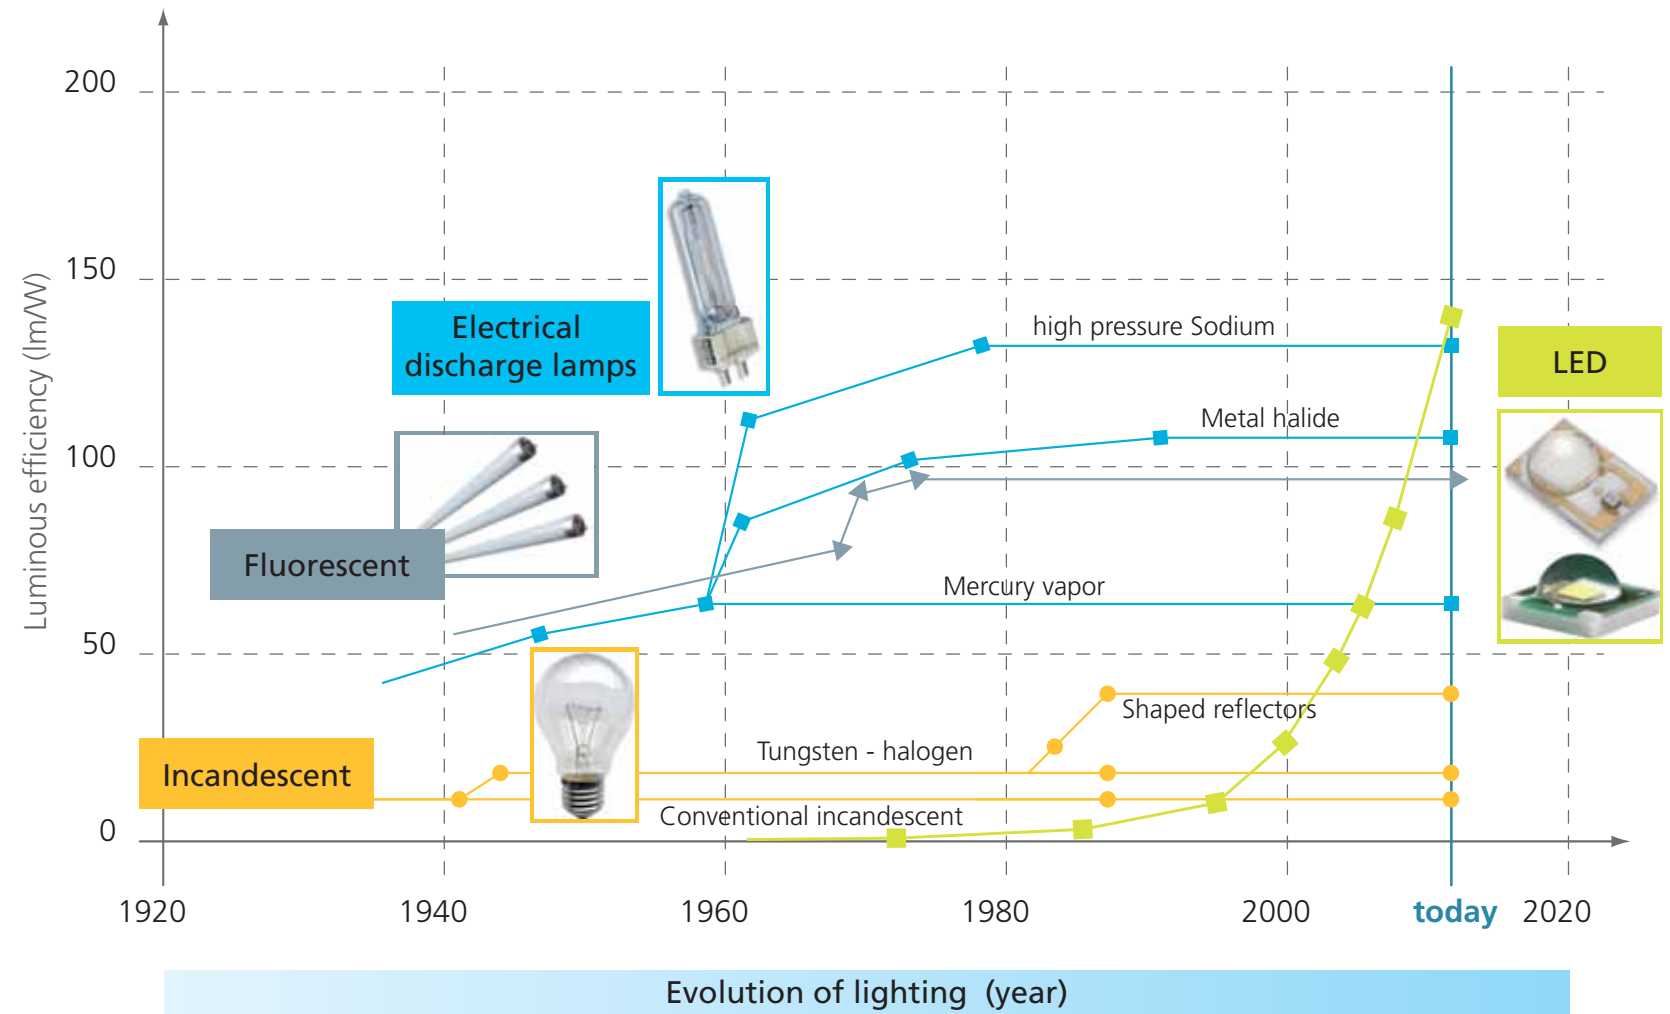 200
150
100
50
0
Luminous efficiency (lm/W)
Electrical
discharge lamps
Fluorescent
Incandescent
high pressure Sodium
Metal halide
Mercury vapor
Shaped reflectors
Tungsten - halogen
Conventional incandescent
LED
1920
1940
1960
1980
2000
today
2020
Evolution of lighting (year)